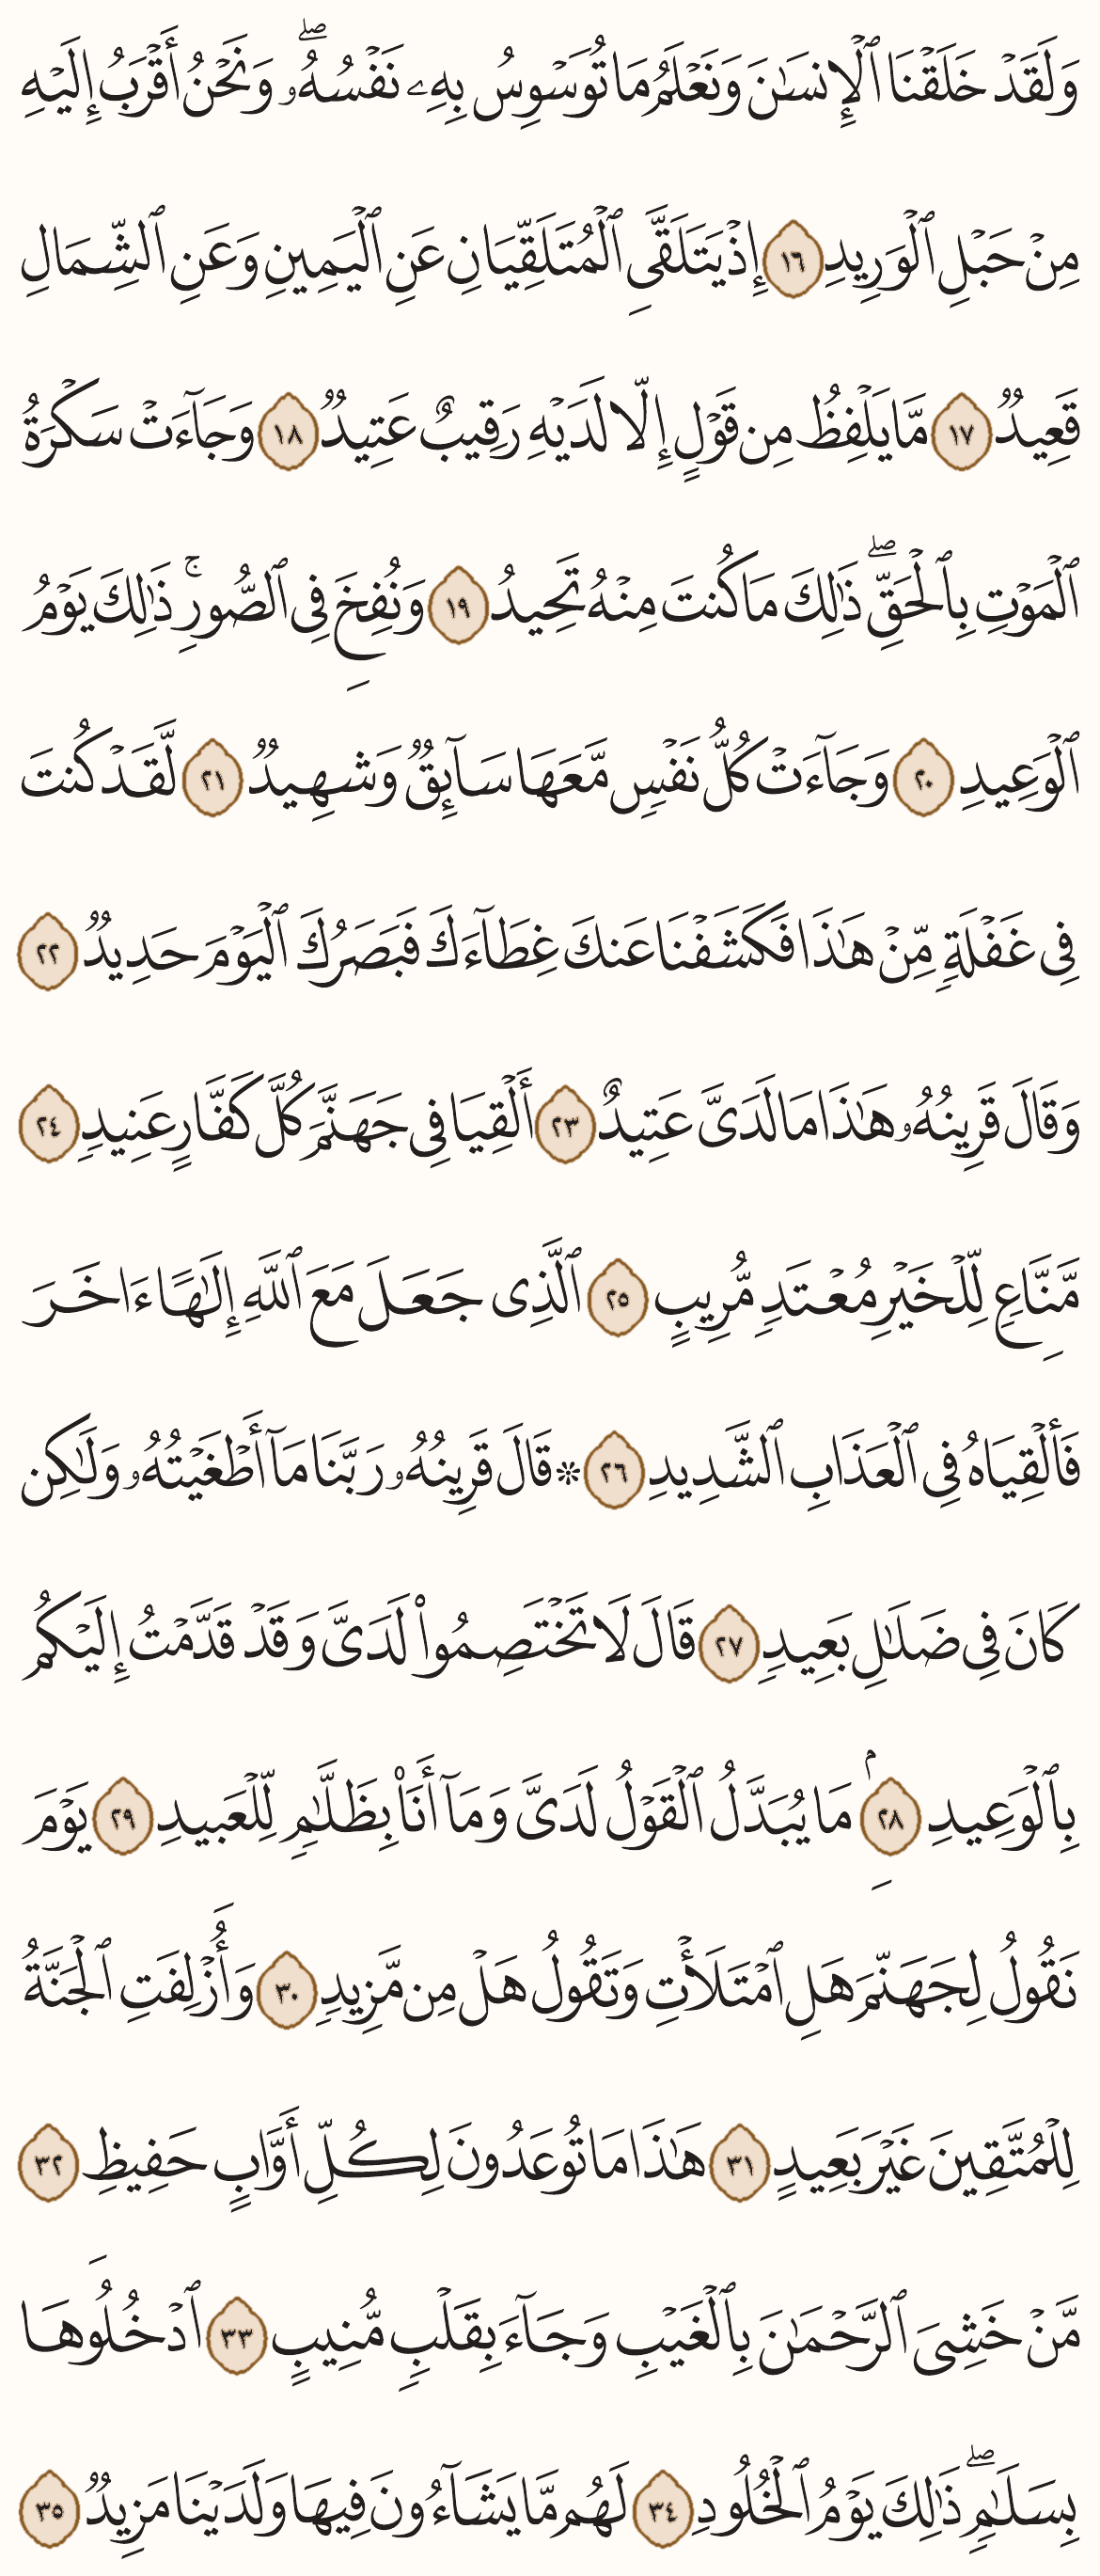 وَلَقَدْ خَلَقْنَا ٱلْإِنسَـٰنَ وَنَعْلَمُ مَا تُوَسْوِسُ بِهِۦ نَفْسُهُۥ ۖ وَنَحْنُ أَقْرَبُ إِلَيْهِ
مِنْ حَبْلِ ٱلْوَرِيدِ ١٦ إِذْ يَتَلَقَّى ٱلْمُتَلَقِّيَانِ عَنِ ٱلْيَمِينِ وَعَنِ ٱلشِّمَالِ
قَعِيدٌ ١٧ مَّا يَلْفِظُ مِن قَوْلٍ إِلَّا لَدَيْهِ رَقِيبٌ عَتِيدٌ ١٨ وَجَآءَتْ سَكْرَةُ
ٱلْمَوْتِ بِٱلْحَقِّ ۖ ذَٰلِكَ مَا كُنتَ مِنْهُ تَحِيدُ ١٩ وَنُفِخَ فِى ٱلصُّورِ ۚ ذَٰلِكَ يَوْمُ
ٱلْوَعِيدِ ٢٠ وَجَآءَتْ كُلُّ نَفْسٍ مَّعَهَا سَآئِقٌ وَشَهِيدٌ ٢١ لَّقَدْ كُنتَ
فِى غَفْلَةٍ مِّنْ هَـٰذَا فَكَشَفْنَا عَنكَ غِطَآءَكَ فَبَصَرُكَ ٱلْيَوْمَ حَدِيدٌ ٢٢
وَقَالَ قَرِينُهُۥ هَـٰذَا مَا لَدَىَّ عَتِيدٌ ٢٣ أَلْقِيَا فِى جَهَنَّمَ كُلَّ كَفَّارٍ عَنِيدٍ ٢٤
مَّنَّاعٍ لِّلْخَيْرِ مُعْتَدٍ مُّرِيبٍ ٢٥ ٱلَّذِى جَعَلَ مَعَ ٱللَّهِ إِلَـٰهًا ءَاخَرَ
فَأَلْقِيَاهُ فِى ٱلْعَذَابِ ٱلشَّدِيدِ ٢٦ ۞ قَالَ قَرِينُهُۥ رَبَّنَا مَآ أَطْغَيْتُهُۥ وَلَـٰكِن
كَانَ فِى ضَلَـٰلٍۭ بَعِيدٍ ٢٧ قَالَ لَا تَخْتَصِمُوا۟ لَدَىَّ وَقَدْ قَدَّمْتُ إِلَيْكُم
بِٱلْوَعِيدِ ٢٨ مَا يُبَدَّلُ ٱلْقَوْلُ لَدَىَّ وَمَآ أَنَا۠ بِظَلَّـٰمٍ لِّلْعَبِيدِ ٢٩ يَوْمَ
نَقُولُ لِجَهَنَّمَ هَلِ ٱمْتَلَأْتِ وَتَقُولُ هَلْ مِن مَّزِيدٍ ٣٠ وَأُزْلِفَتِ ٱلْجَنَّةُ
لِلْمُتَّقِينَ غَيْرَ بَعِيدٍ ٣١ هَـٰذَا مَا تُوعَدُونَ لِكُلِّ أَوَّابٍ حَفِيظٍ ٣٢
مَّنْ خَشِىَ ٱلرَّحْمَـٰنَ بِٱلْغَيْبِ وَجَآءَ بِقَلْبٍ مُّنِيبٍ ٣٣ ٱدْخُلُوهَا
بِسَلَـٰمٍ ۖ ذَٰلِكَ يَوْمُ ٱلْخُلُودِ ٣٤ لَهُم مَّا يَشَآءُونَ فِيهَا وَلَدَيْنَا مَزِيدٌ ٣٥